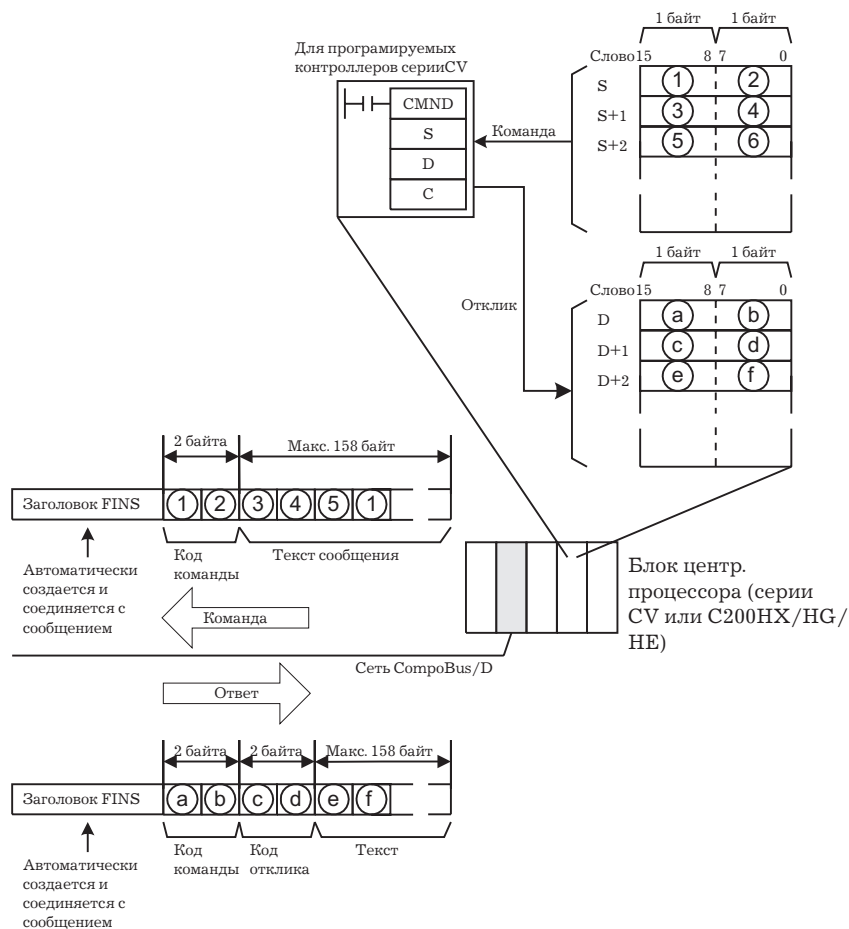 1 байт 1 байт
Для програмируемых
контроллеров серииCV
Слово15 8 7 0
S 1 2
S+1 3 4
S+2 5 6
CMND
S
D
C
Команда
1 байт 1 байт
Слово15 8 7 0
D a b
D+1 c d
D+2 e f
Отклик
2 байта Макс. 158 байт
Заголовок FINS 1 2 3 4 5 1
Код
команды
Текст сообщения
Автоматически
создается и
соединяется с
сообщением
Команда
Блок центр.
процессора (серии
CV или C200HX/HG/
HE)
Сеть CompoBus/D
Ответ
2 байта 2 байта Макс. 158 байт
Заголовок FINS a b c d e f
Код
команды
Код
отклика
Текст
Автоматически
создается и
соединяется с
сообщением